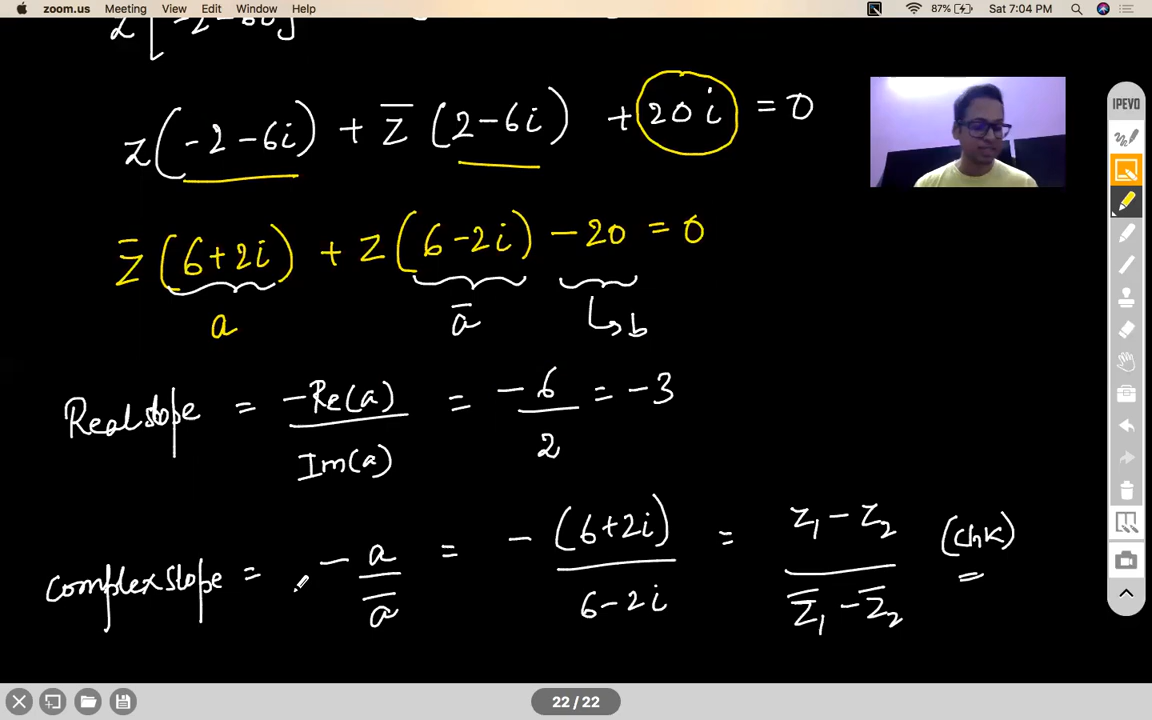 zoom.us Meeting View Edit Window Help 87% Sat 7:04 PM
z(-2-6i) + z̅ (2-6i) + 20 i = 0
IPEVO
z̅ (6+2i) + z (6-2i) -20 = 0
a a̅ b
Real slope = -Re(a)/Im(a) = -6/2 = -3
complex slope = -a/a̅ = -(6+2i)/6-2i = z₁-z₂/z̅₁-z̅₂ (chk)
22 / 22